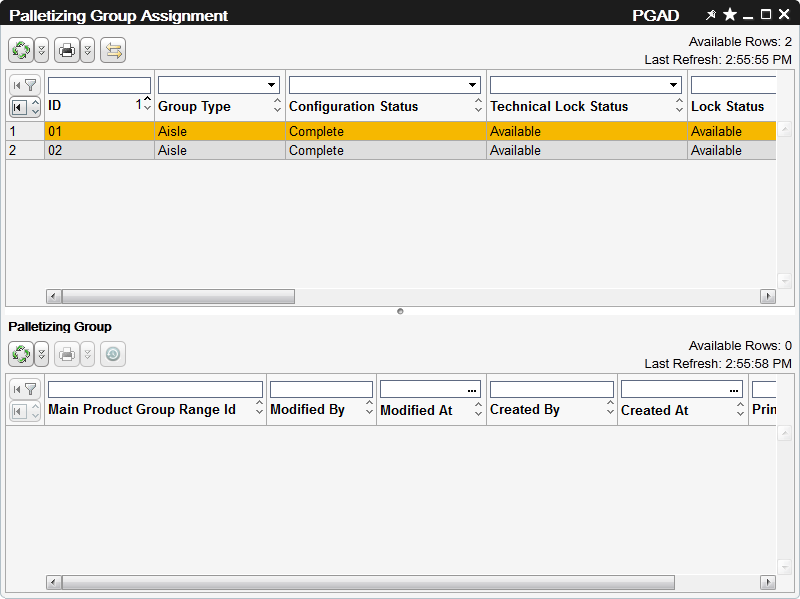 Palletizing Group Assignment PGAD
Available Rows: 2
Last Refresh: 2:55:55 PM
ID 1 Group Type Configuration Status Technical Lock Status Lock Status
1 01 Aisle Complete Available Available
2 02 Aisle Complete Available Available
Palletizing Group
Available Rows: 0
Last Refresh: 2:55:58 PM
... ...
Main Product Group Range Id Modified By Modified At Created By Created At Prin